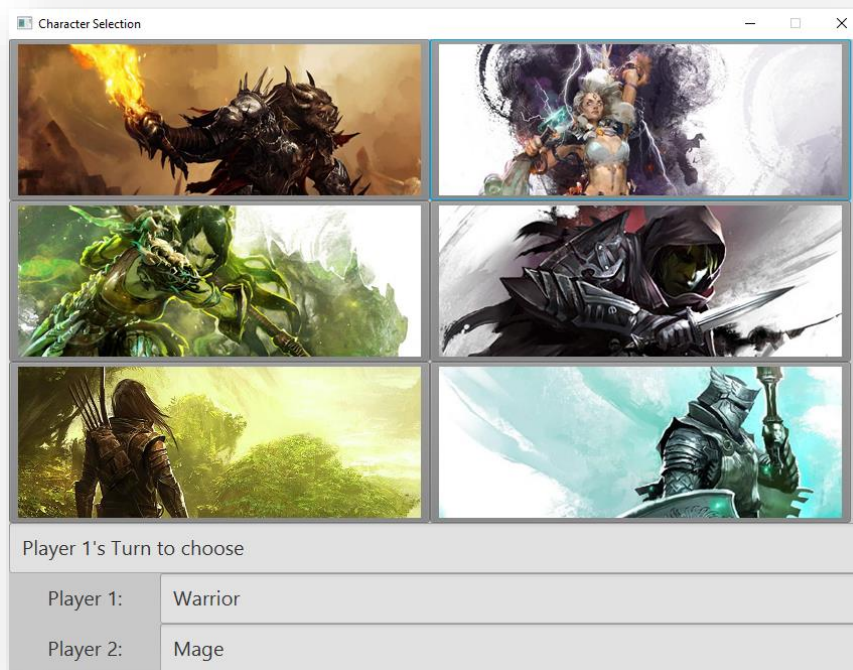 Character Selection
Player 1's Turn to choose
Player 1: Warrior
Player 2: Mage